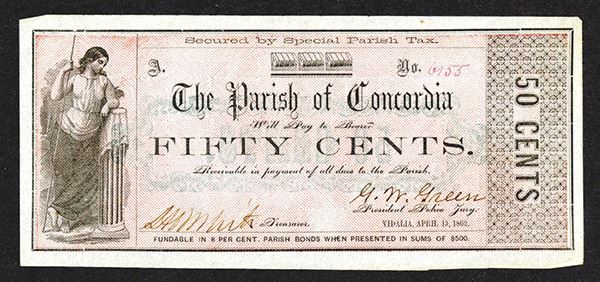 Secured by Special Parish Tax.
A. No. 6955
The Parish of Concordia
Will Pay to Bearer
FIFTY CENTS.
Receivable in payment of all dues to the Parish.
G. W. Green
Treasurer. President Police Jury.
VIDALIA, APRIL 15, 1862.
FUNDABLE IN 8 PER CENT. PARISH BONDS WHEN PRESENTED IN SUMS OF $500.
50 CENTS